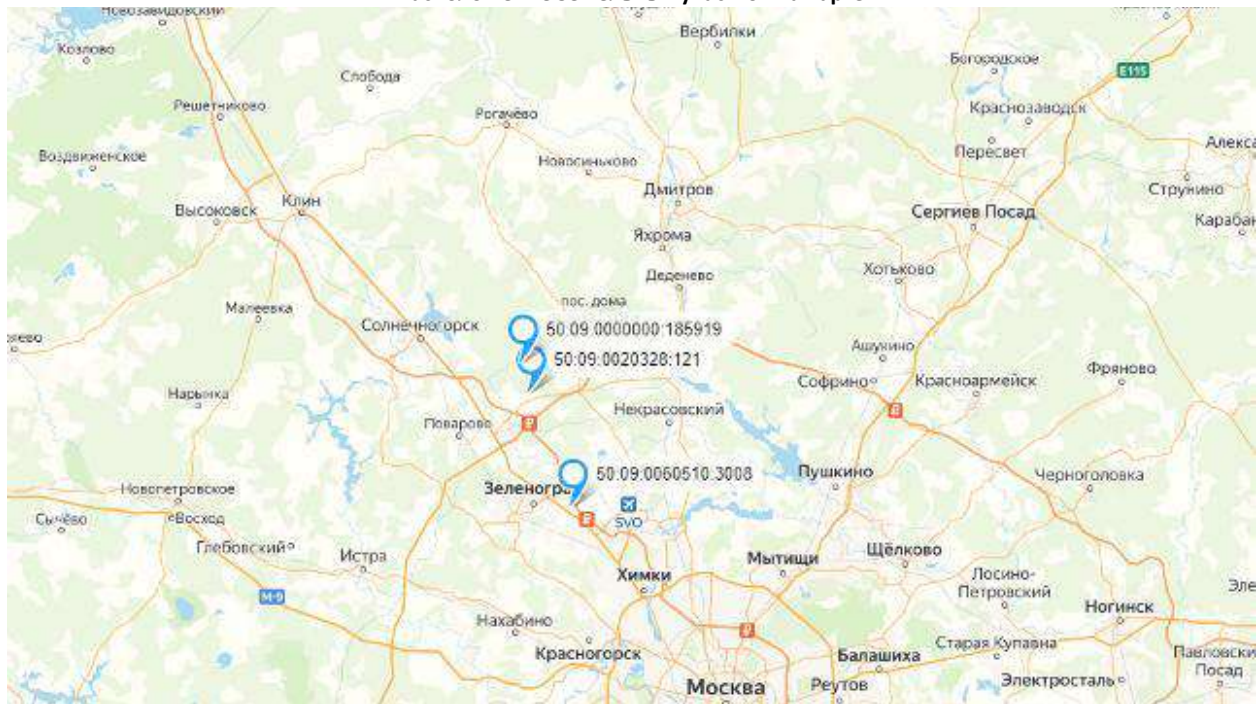 Новозавидовский
Вербилки
Козлово
Богородское
E115
Слобода
Решетниково
Рогачёво
Краснозаводск
Воздвиженское
Новосиньково
Пересвет
Дмитров
Струнино
Высоковск
Клин
Сергиев Посад
Яхрома
Хотьково
Деденево
Малеевка
пос. дома
Солнечногорск
50:09:0000000:185919
Ашукино
50:09:0020328:121
Фряново
Софрино
Красноармейск
Нарынка
Некрасовский
Поварово
50:09:0060510:3008
Пушкино
Черноголовка
Новопетровское
Сычёво
Восход
SVO
Глебовский
Истра
Мытищи
Щёлково
Химки
Лосино-
Петровский
М-9
Ногинск
Нахабино
Красногорск
Старая Купавна
Балашиха
Москва
Реутов
Электросталь
Посад